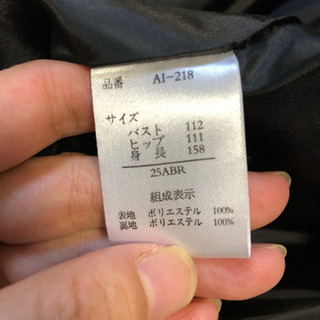 品番 AI-218
サイズ
バスト 112
ヒップ 111
身長 158
25ABR
組成表示
表地 ポリエステル 100%
裏地 ポリエステル 100%